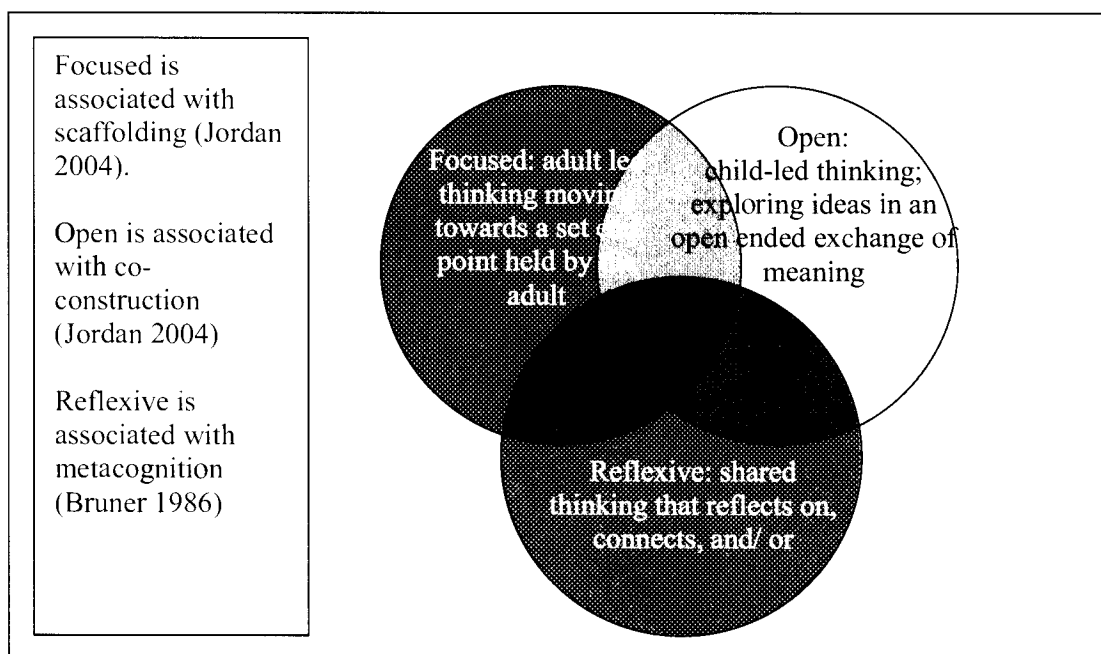 Focused is
associated with
scaffolding (Jordan
2004).
Open is associated
with co-
construction
(Jordan 2004)
Reflexive is
associated with
metacognition
(Bruner 1986)
Focused: adult le
thinking movin
towards a set e
point held by
adult
Open:
child-led thinking;
exploring ideas in an
open ended exchange of
meaning
Reflexive: shared
thinking that reflects on,
connects, and/ or